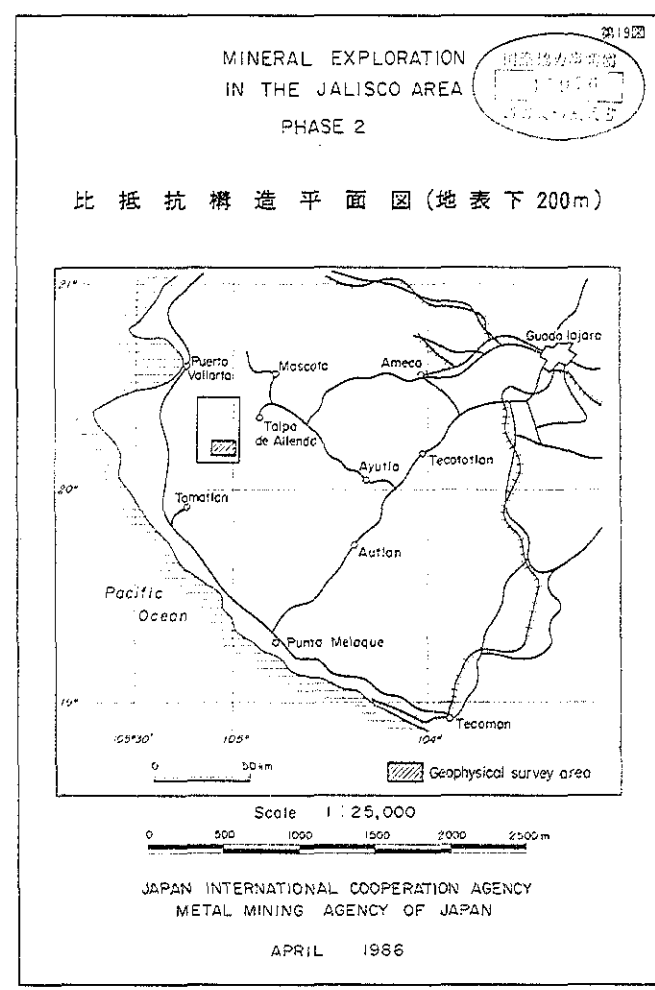 第19図
MINERAL EXPLORATION
IN THE JALISCO AREA
PHASE 2
比抵抗構造平面図(地表下200m)
21°
Guadalajara
Puerto
Vallarta
Mascota
Ameca
Talpa
de Allende
Ayutla
Tecototlan
20°
Tomatlan
Autlan
Pacific
Ocean
Punta Melaque
19°
Tecoman
105°30'
105°
104°
0
50km
Geophysical survey area
Scale 1:25,000
0 500 1000 1500 2000 2500m
JAPAN INTERNATIONAL COOPERATION AGENCY
METAL MINING AGENCY OF JAPAN
APRIL 1986